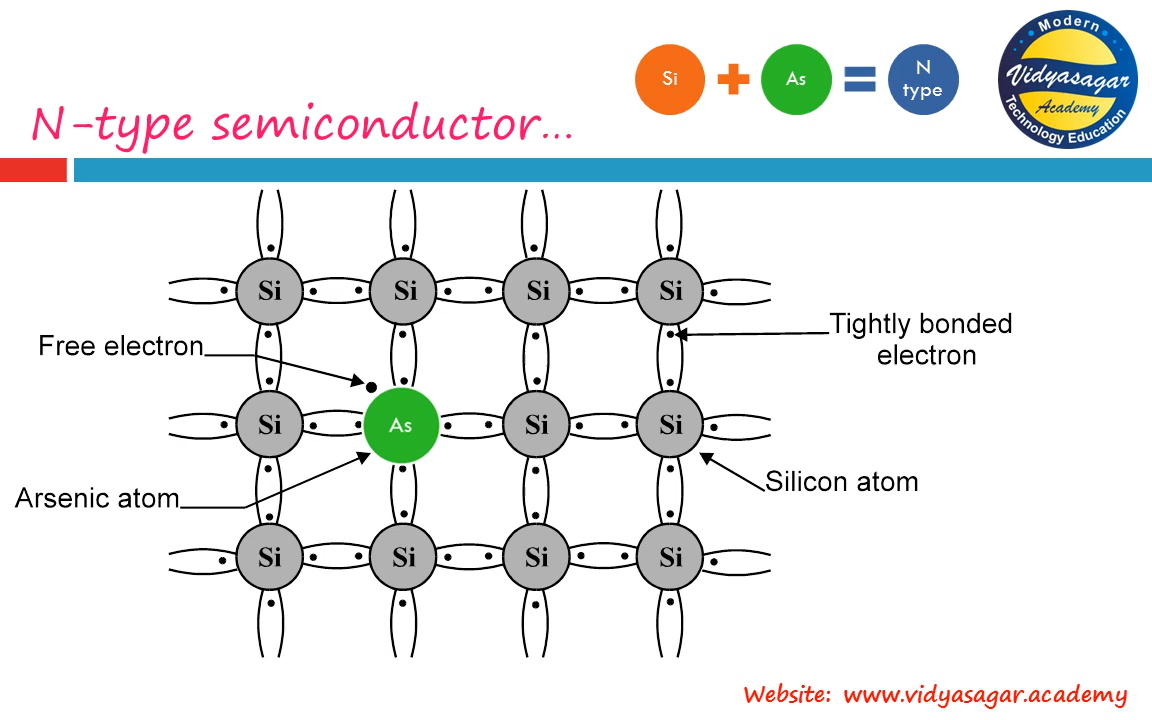 Si
As
N
type
Modern
Vidyasagar
Academy
Technology Education
N-type semiconductor...
Si Si Si Si
Free electron
Tightly bonded
electron
Si As Si Si
Arsenic atom
Silicon atom
Si Si Si Si
Website: www.vidyasagar.academy